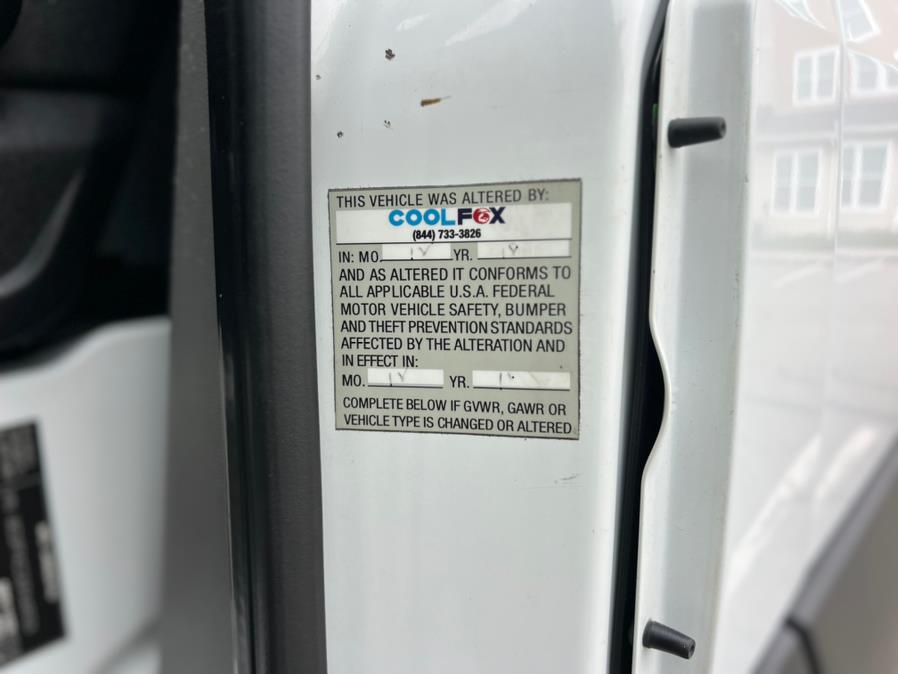 THIS VEHICLE WAS ALTERED BY:
COOLFOX
(844) 733-3826
IN: MO. YR.
AND AS ALTERED IT CONFORMS TO
ALL APPLICABLE U.S.A. FEDERAL
MOTOR VEHICLE SAFETY, BUMPER
AND THEFT PREVENTION STANDARDS
AFFECTED BY THE ALTERATION AND
IN EFFECT IN:
MO. YR.
COMPLETE BELOW IF GVWR, GAWR OR
VEHICLE TYPE IS CHANGED OR ALTERED